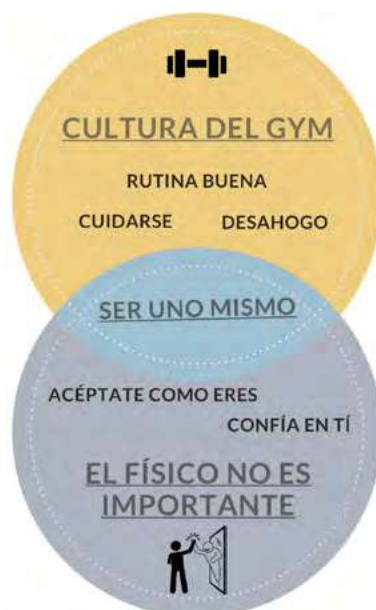 CULTURA DEL GYM
RUTINA BUENA
CUIDARSE DESAHOGO
SER UNO MISMO
ACÉPTATE COMO ERES
CONFÍA EN TÍ
EL FÍSICO NO ES
IMPORTANTE